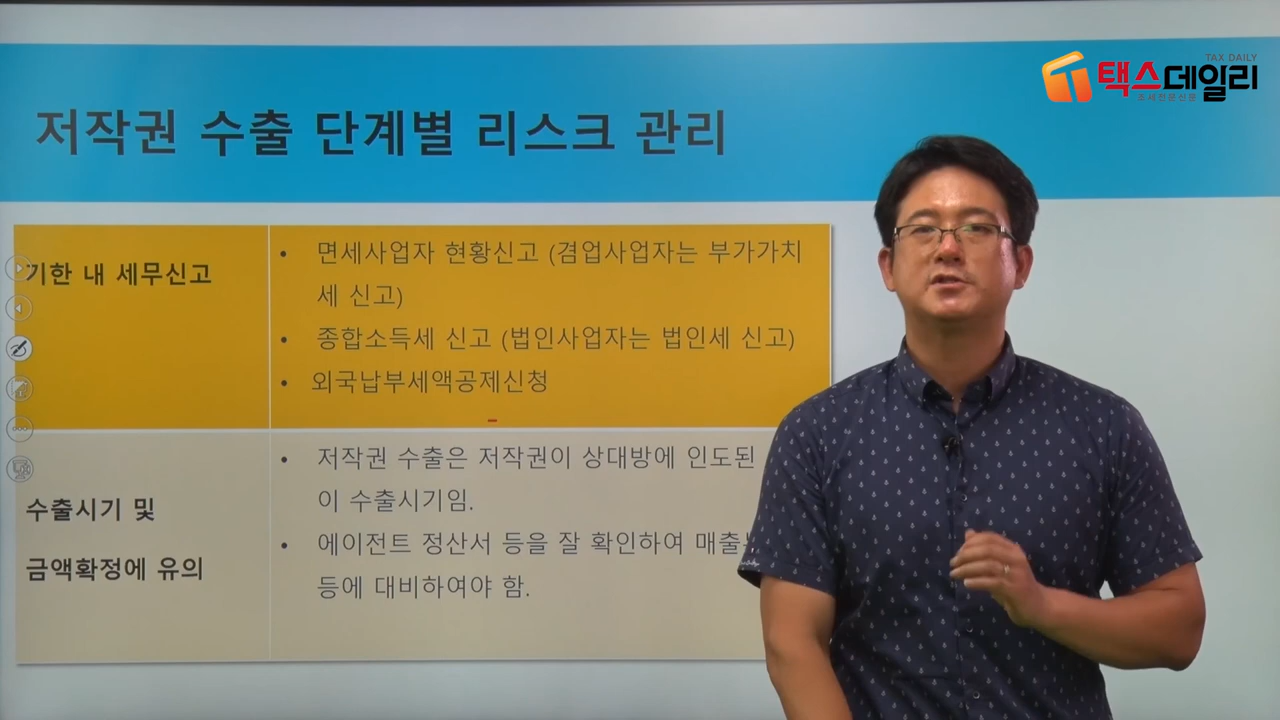 TAX DAILY
택스데일리
조세전문신문
저작권 수출 단계별 리스크 관리
기한 내 세무신고
• 면세사업자 현황신고 (겸업사업자는 부가가치
세 신고)
• 종합소득세 신고 (법인사업자는 법인세 신고)
• 외국납부세액공제신청
수출시기 및
금액확정에 유의
• 저작권 수출은 저작권이 상대방에 인도된
이 수출시기임.
• 에이전트 정산서 등을 잘 확인하여
등에 대비하여야 함.